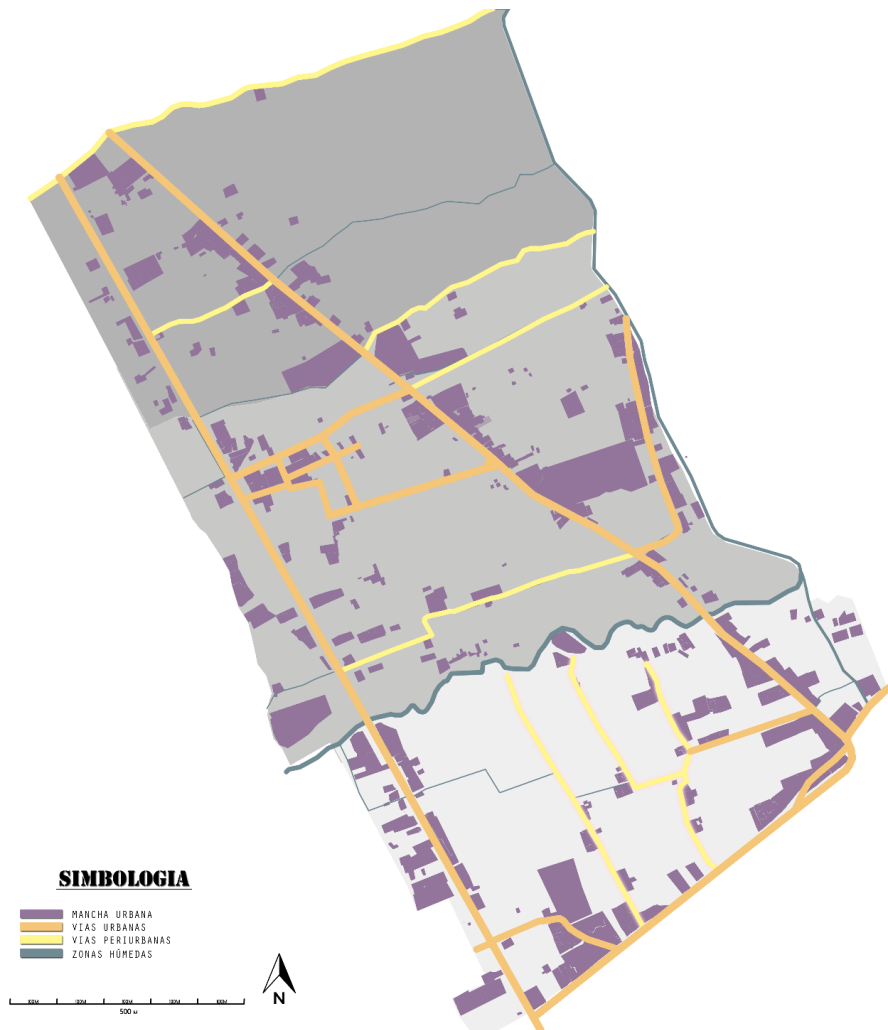 SIMBOLOGIA
MANCHA URBANA
VIAS URBANAS
VIAS PERIURBANAS
ZONAS HÚMEDAS
N
500 M